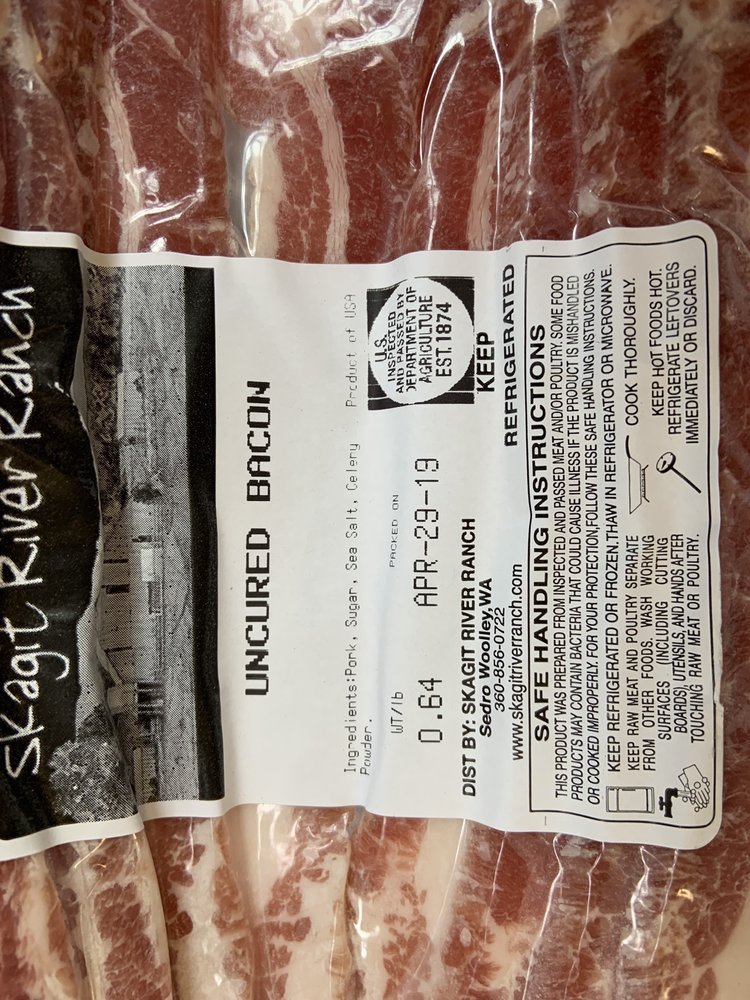 Skagit River Ranch
UNCURED BACON
Ingredients:Pork, Sugar, Sea Salt, Celery
Powder.
Product of USA
WT/lb
PACKED ON
0.64
APR-29-19
U.S.
INSPECTED
AND PASSED BY
DEPARTMENT OF
AGRICULTURE
EST. 1874
DIST BY: SKAGIT RIVER RANCH
Sedro Woolley,WA
360-856-0722
www.skagitriverranch.com
KEEP
REFRIGERATED
SAFE HANDLING INSTRUCTIONS
THIS PRODUCT WAS PREPARED FROM INSPECTED AND PASSED MEAT AND/OR POULTRY. SOME FOOD
PRODUCTS MAY CONTAIN BACTERIA THAT COULD CAUSE ILLNESS IF THE PRODUCT IS MISHANDLED
OR COOKED IMPROPERLY. FOR YOUR PROTECTION,FOLLOW THESE SAFE HANDLING INSTRUCTIONS.
KEEP REFRIGERATED OR FROZEN.THAW IN REFRIGERATOR OR MICROWAVE.
KEEP RAW MEAT AND POULTRY SEPARATE
FROM OTHER FOODS. WASH WORKING
SURFACES (INCLUDING CUTTING
BOARDS), UTENSILS, AND HANDS AFTER
TOUCHING RAW MEAT OR POULTRY.
COOK THOROUGHLY.
KEEP HOT FOODS HOT.
REFRIGERATE LEFTOVERS
IMMEDIATELY OR DISCARD.